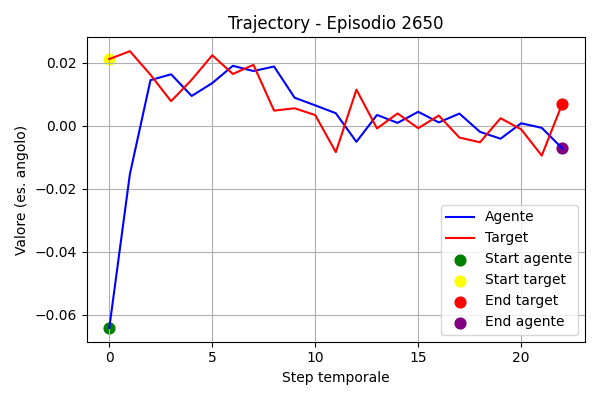 Trajectory - Episodio 2650
Valore (es. angolo)
0.02
0.00
−0.02
−0.04
−0.06
Agente
Target
Start agente
Start target
End target
End agente
0
5
10
15
20
Step temporale